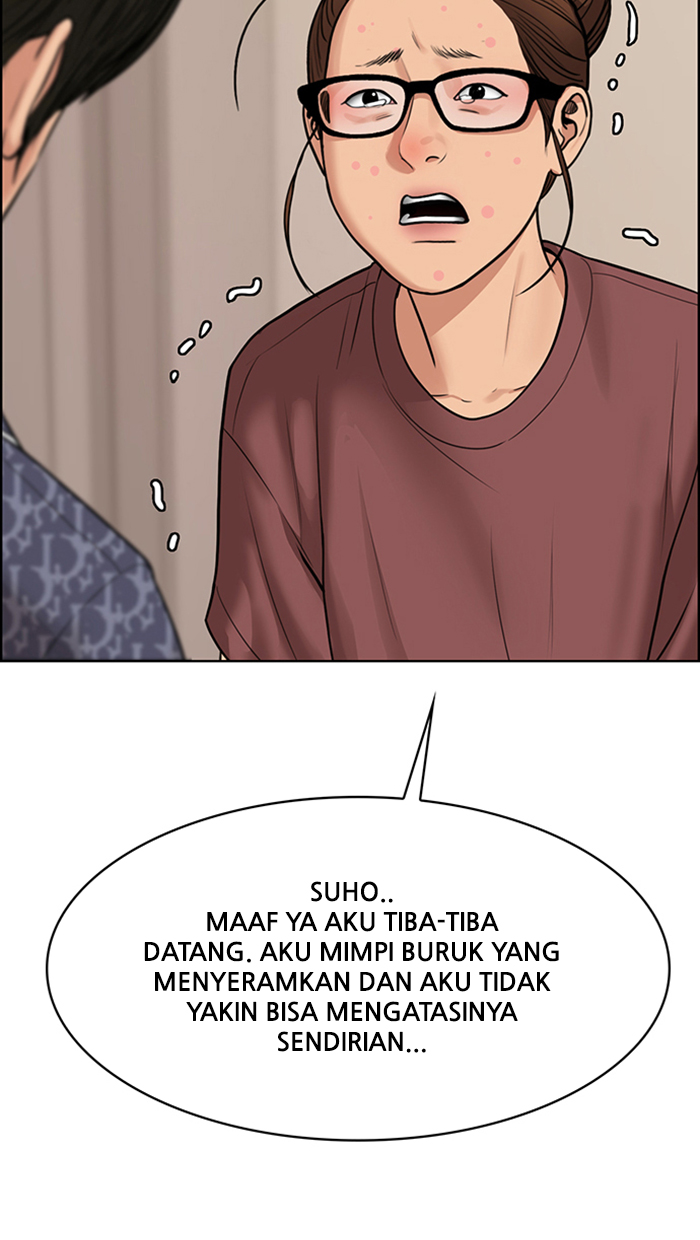 SUHO..
MAAF YA AKU TIBA-TIBA
DATANG. AKU MIMPI BURUK YANG
MENYERAMKAN DAN AKU TIDAK
YAKIN BISA MENGATASINYA
SENDIRIAN...